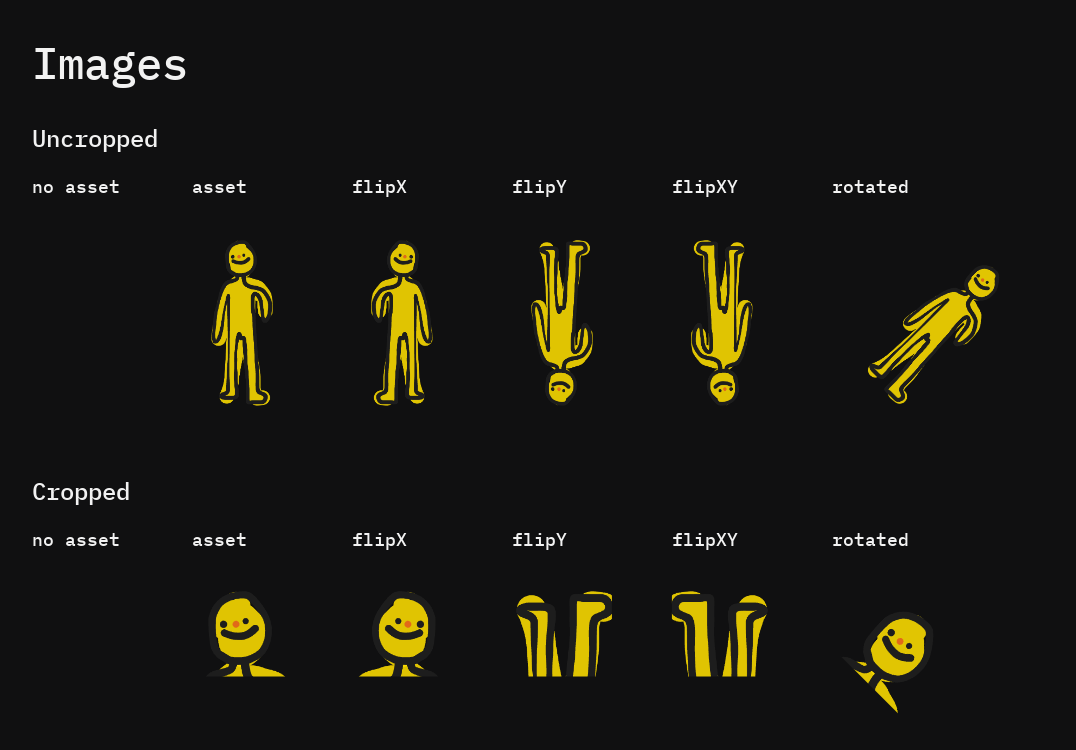 Images
Uncropped
no asset asset flipX flipY flipXY rotated
Cropped
no asset asset flipX flipY flipXY rotated